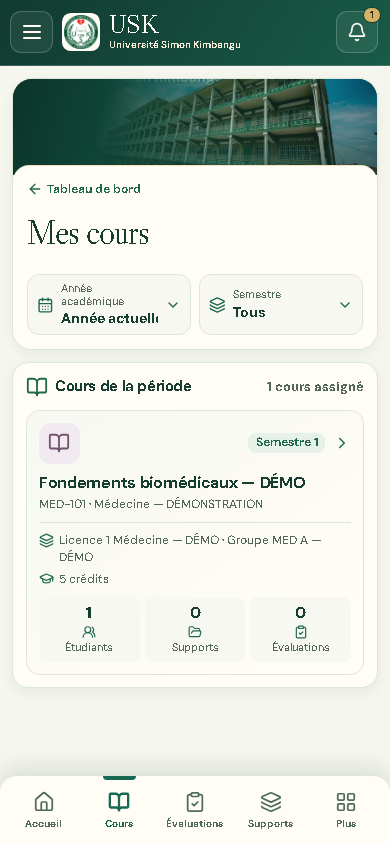 USK
Université Simon Kimbangu
1
Tableau de bord
Mes cours
Année
académique
Année actuelle
Semestre
Tous
Cours de la période
1 cours assigné
Semestre 1
Fondements biomédicaux — DÉMO
MED-101 · Médecine — DÉMONSTRATION
Licence 1 Médecine — DÉMO · Groupe MED A —
DÉMO
5 crédits
1
Étudiants
0
Supports
0
Évaluations
Accueil
Cours
Évaluations
Supports
Plus